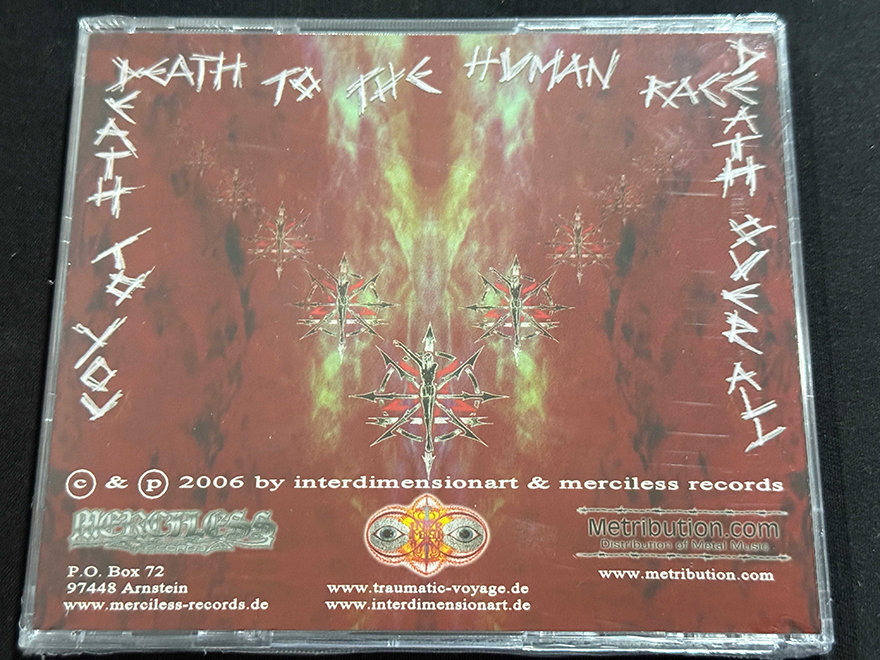 DEATH TO THE HUMAN RACE
DEATH TO YOU
DEATH OVER ALL
© & ℗ 2006 by interdimensionart & merciless records
MERCILESS
RECORDS
P.O. Box 72
97448 Arnstein
www.merciless-records.de
www.traumatic-voyage.de
www.interdimensionart.de
Metribution.com
Distribution of Metal Music
www.metribution.com